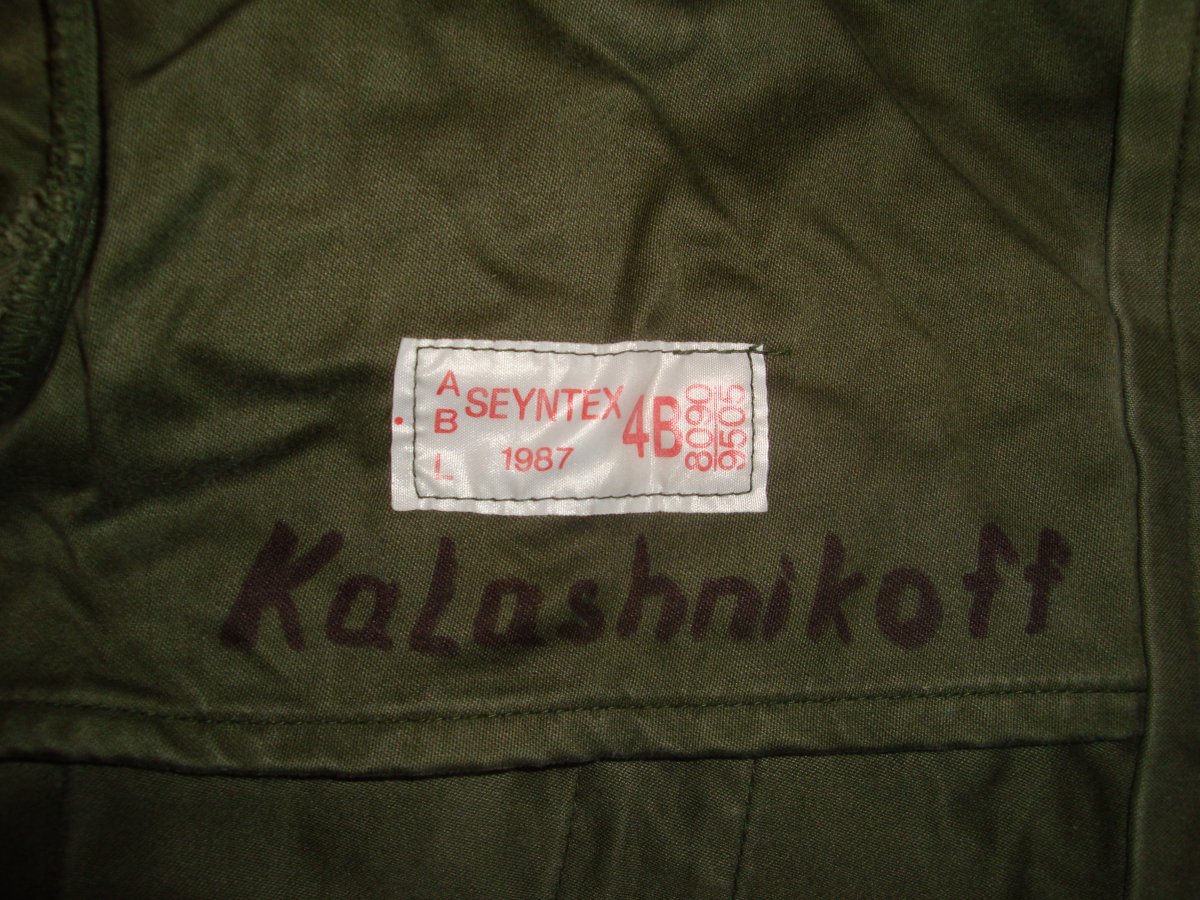 A B L
SEYNTEX
1987
4B
8090
9505
Kalashnikoff